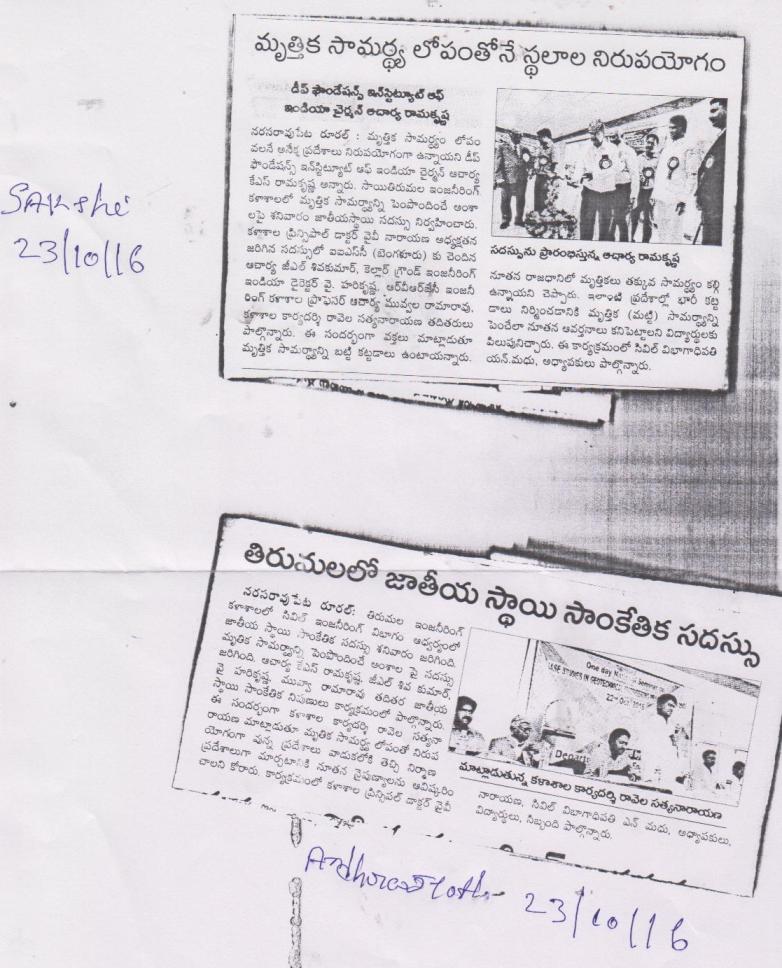 మృత్తిక సామర్థ్య లోపంతోనే స్థలాల నిరుపయోగం
డీప్ ఫౌండేషన్స్ ఇన్‌స్టిట్యూట్ ఆఫ్
ఇండియా చైర్మన్ ఆచార్య రామకృష్ణ
నరసరావుపేట రూరల్ : మృత్తిక సామర్థ్యం లోపం
వలనే అనేక ప్రదేశాలు నిరుపయోగంగా ఉన్నాయని డీప్
ఫౌండేషన్స్ ఇన్‌స్టిట్యూట్ ఆఫ్ ఇండియా చైర్మన్ ఆచార్య
కేఎస్ రామకృష్ణ అన్నారు. సాయితిరుమల ఇంజనీరింగ్
కళాశాలలో మృత్తిక సామర్థ్యాన్ని పెంపొందించే అంశా
లపై శనివారం జాతీయస్థాయి సదస్సు నిర్వహించారు.
కళాశాల ప్రిన్సిపాల్ డాక్టర్ వైవీ నారాయణ అధ్యక్షతన
జరిగిన సదస్సులో ఐఐఎస్‌సీ (బెంగళూరు) కు చెందిన
ఆచార్య జీఎల్ శివకుమార్, కెల్లార్ గ్రౌండ్ ఇంజనీరింగ్
ఇండియా డైరెక్టర్ వై. హరికృష్ణ, ఆర్‌వీఆర్‌జేసీ ఇంజనీ
రింగ్ కళాశాల ప్రొఫెసర్ ఆచార్య మువ్వల రామారావు,
కళాశాల కార్యదర్శి రావెల సత్యనారాయణ తదితరులు
పాల్గొన్నారు. ఈ సందర్భంగా వక్తలు మాట్లాడుతూ
మృత్తిక సామర్థ్యాన్ని బట్టి కట్టడాలు ఉంటాయన్నారు.
సదస్సును ప్రారంభిస్తున్న ఆచార్య రామకృష్ణ
నూతన రాజధానిలో మృత్తికలు తక్కువ సామర్థ్యం కల్గి
ఉన్నాయని చెప్పారు. ఇలాంటి ప్రదేశాల్లో భారీ కట్ట
డాలు నిర్మించడానికి మృత్తిక (మట్టి) సామర్థ్యాన్ని
పెంచేలా నూతన ఆవర్తనాలు కనిపెట్టాలని విద్యార్థులకు
పిలుపునిచ్చారు. ఈ కార్యక్రమంలో సివిల్ విభాగాధిపతి
యన్.మధు, అధ్యాపకులు పాల్గొన్నారు.
SAKshi
23/10/16
తిరుమలలో జాతీయ స్థాయి సాంకేతిక సదస్సు
నరసరావుపేట రూరల్: తిరుమల ఇంజనీరింగ్
కళాశాలలో సివిల్ ఇంజనీరింగ్ విభాగం ఆధ్వర్యంలో
జాతీయ స్థాయి సాంకేతిక సదస్సు శనివారం జరిగింది.
మృతిక సామర్థ్యాన్ని పెంపొందించే అంశాల పై సదస్సు
జరిగింది. ఆచార్య కేఎస్ రామకృష్ణ, జీఎల్ శివ కుమార్,
వై హరికృష్ణ, మువ్వా రామారావు తదితర జాతీయ
స్థాయి సాంకేతిక నిపుణులు కార్యక్రమంలో పాల్గొన్నారు.
ఈ సందర్భంగా కళాశాల కార్యదర్శి రావెల సత్యనా
రాయణ మాట్లాడుతూ మృతిక సామర్థ్య లోపంతో నిరుప
యోగంగా వున్న ప్రదేశాలు వాడుకలోకి తెచ్చి నిర్మాణ
ప్రదేశాలుగా మార్చటానికి నూతన నైపుణ్యాలను ఆవిష్కరిం
చాలని కోరారు. కార్యక్రమంలో కళాశాల ప్రిన్సిపల్ డాక్టర్ వైవీ
One day
CASE STUDIES IN GEOTECHNICAL
మాట్లాడుతున్న కళాశాల కార్యదర్శి రావెల సత్యనారాయణ
నారాయణ, సివిల్ విభాగాధిపతి ఎన్ మధు, అధ్యాపకులు,
విద్యార్థులు, సిబ్బంది పాల్గొన్నారు.
23/10/16